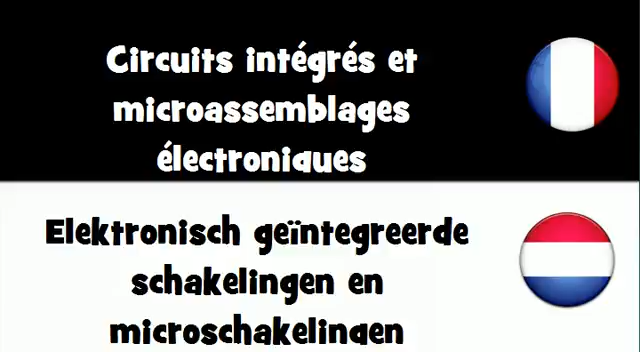 Circuits intégrés et
microassemblages
électroniques
Elektronisch geïntegreerde
schakelingen en
microschakelingen